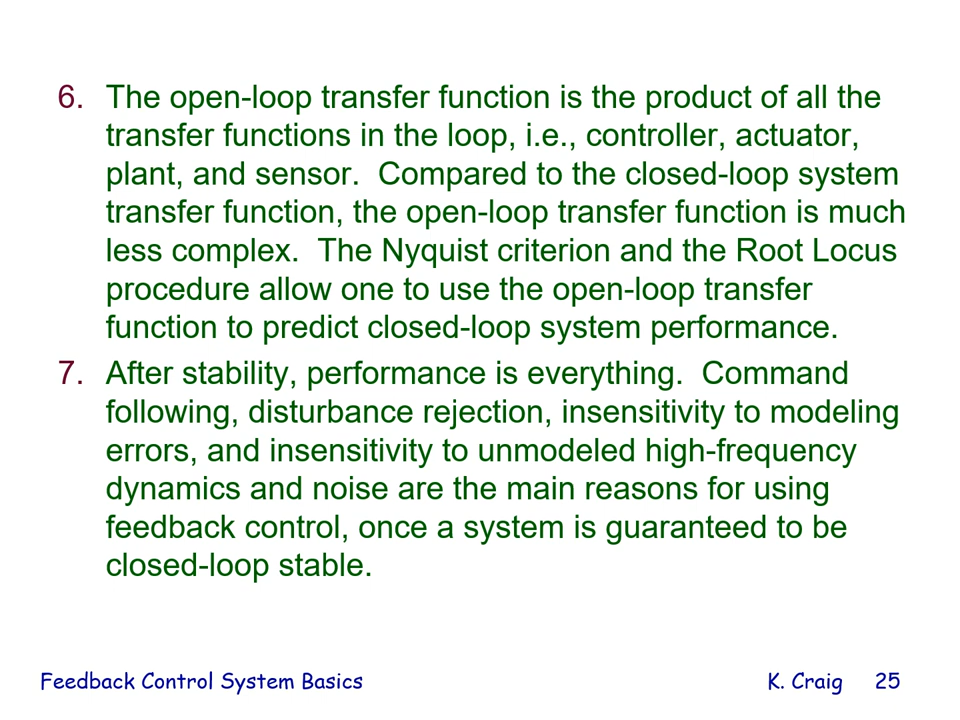 6. The open-loop transfer function is the product of all the
transfer functions in the loop, i.e., controller, actuator,
plant, and sensor.  Compared to the closed-loop system
transfer function, the open-loop transfer function is much
less complex.  The Nyquist criterion and the Root Locus
procedure allow one to use the open-loop transfer
function to predict closed-loop system performance.
7. After stability, performance is everything.  Command
following, disturbance rejection, insensitivity to modeling
errors, and insensitivity to unmodeled high-frequency
dynamics and noise are the main reasons for using
feedback control, once a system is guaranteed to be
closed-loop stable.
Feedback Control System Basics K. Craig 25